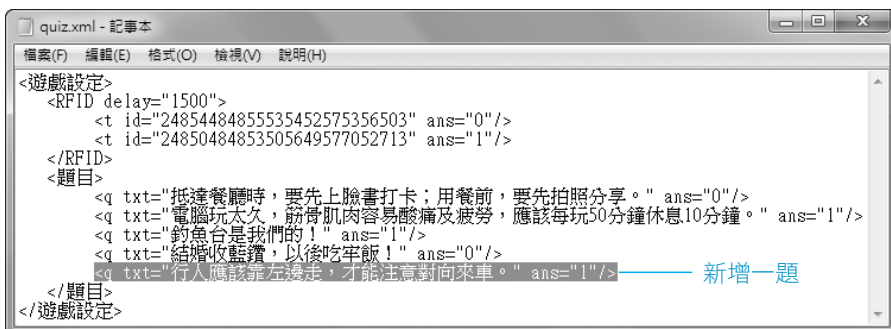 quiz.xml - 記事本
檔案(F) 編輯(E) 格式(O) 檢視(V) 說明(H)
<遊戲設定>
<RFID delay="1500">
<t id="24854484855535452575356503" ans="0"/>
<t id="24850484853505649577052713" ans="1"/>
</RFID>
<題目>
<q txt="抵達餐廳時，要先上臉書打卡；用餐前，要先拍照分享。" ans="0"/>
<q txt="電腦玩太久，筋骨肌肉容易酸痛及疲勞，應該每玩50分鐘休息10分鐘。" ans="1"/>
<q txt="釣魚台是我們的！" ans="1"/>
<q txt="結婚收藍鑽，以後吃牢飯！" ans="0"/>
<q txt="行人應該靠左邊走，才能注意對向來車。" ans="1"/> 新增一題
</題目>
</遊戲設定>